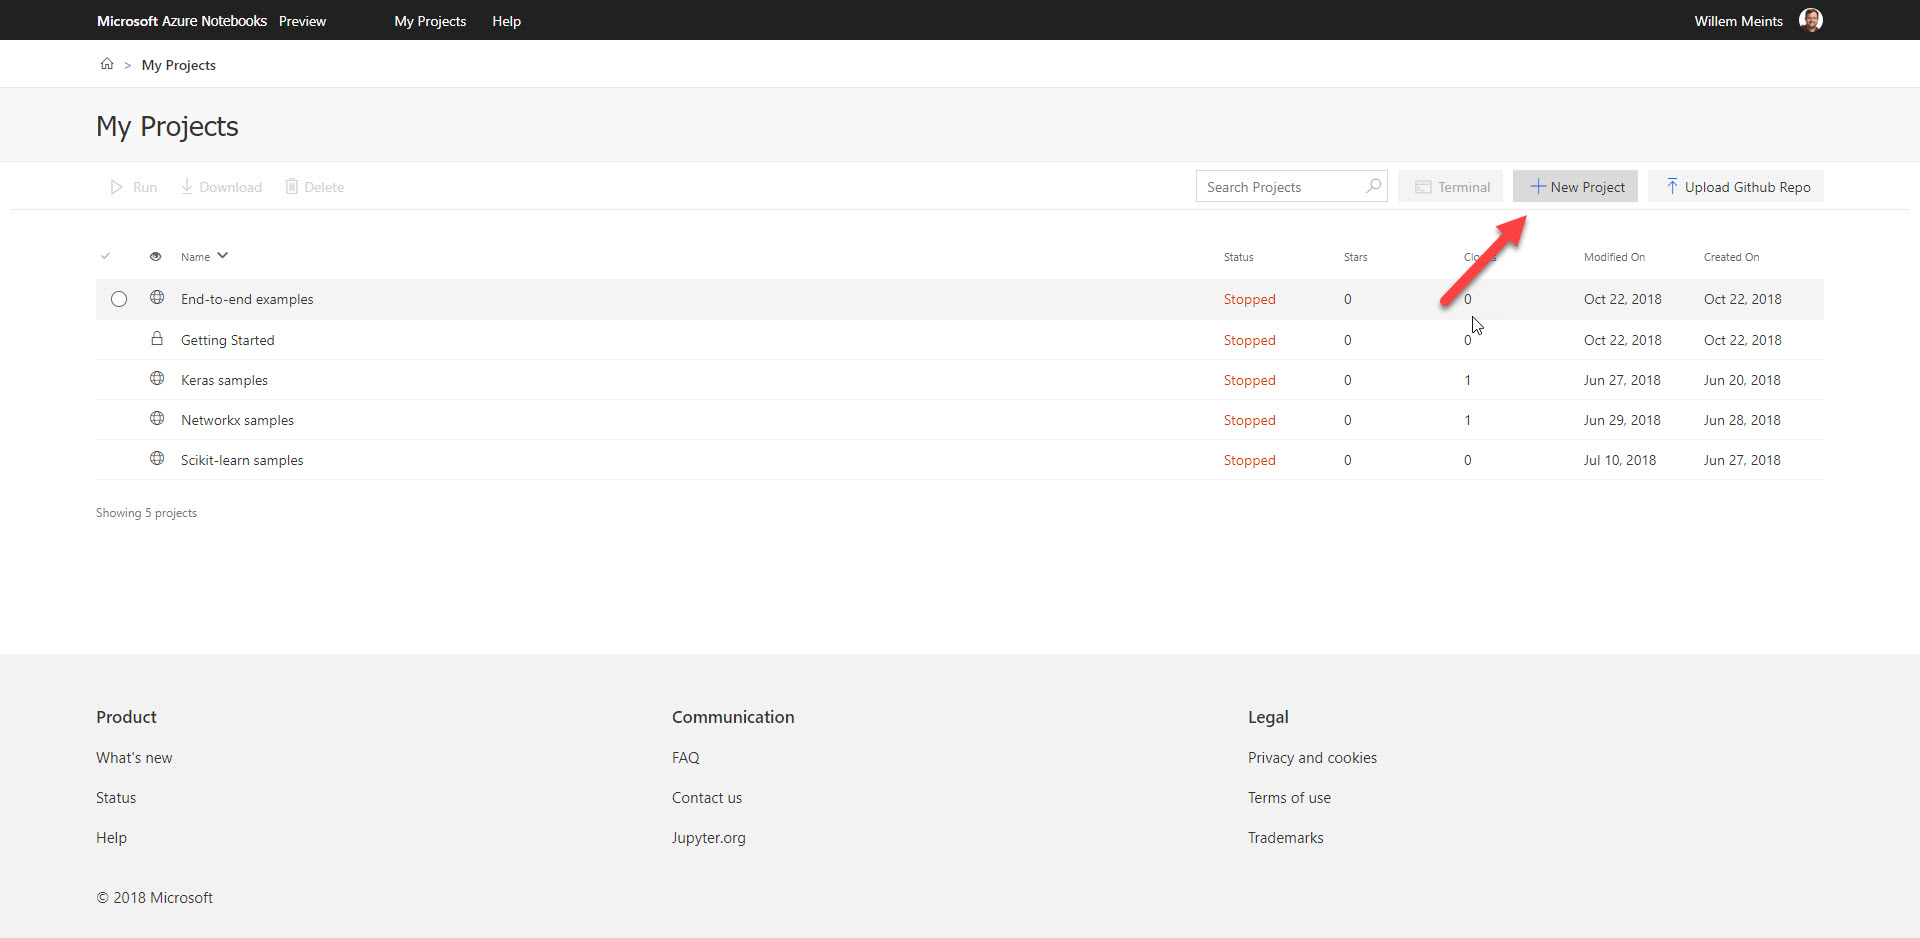 Microsoft Azure Notebooks Preview My Projects Help Willem Meints
> My Projects
My Projects
Run Download Delete Search Projects Terminal New Project Upload Github Repo
Name Status Stars Modified On Created On
End-to-end examples Stopped 0 0 Oct 22, 2018 Oct 22, 2018
Getting Started Stopped 0 0 Oct 22, 2018 Oct 22, 2018
Keras samples Stopped 0 1 Jun 27, 2018 Jun 20, 2018
Networkx samples Stopped 0 1 Jun 29, 2018 Jun 28, 2018
Scikit-learn samples Stopped 0 0 Jul 10, 2018 Jun 27, 2018
Showing 5 projects
Product Communication Legal
What's new FAQ Privacy and cookies
Status Contact us Terms of use
Help Jupyter.org Trademarks
© 2018 Microsoft